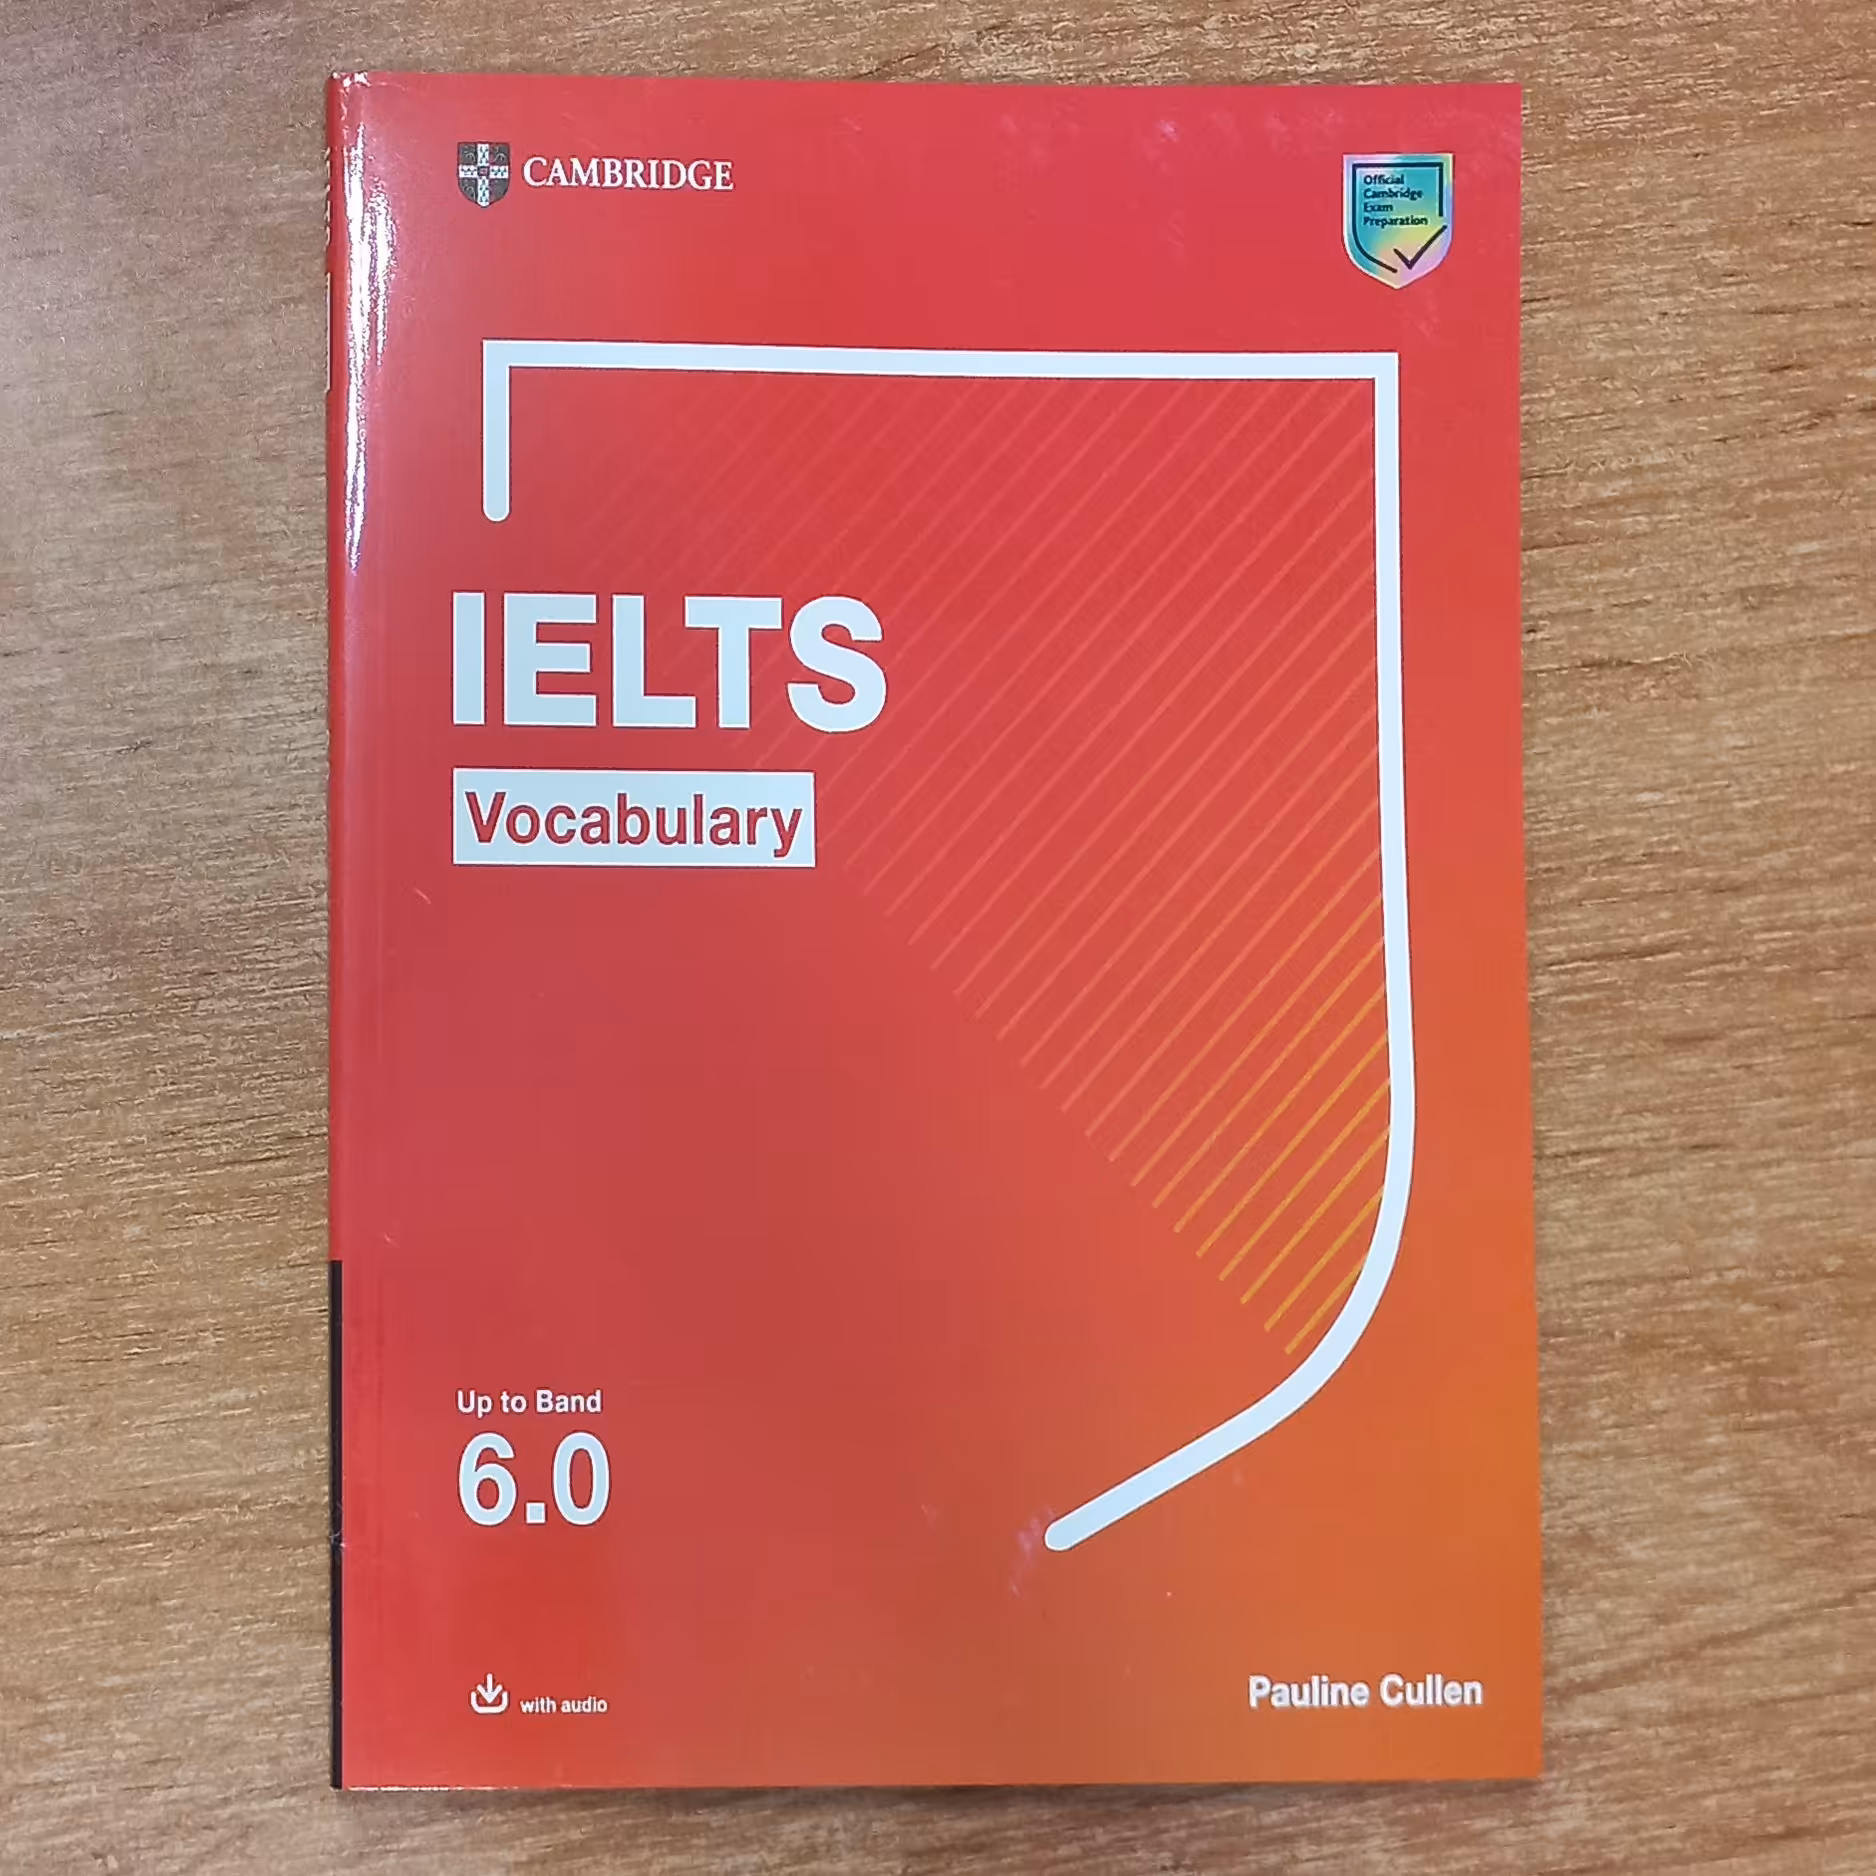 CAMBRIDGE
Official
Cambridge
Exam
Preparation
IELTS
Vocabulary
Up to Band
6.0
with audio
Pauline Cullen